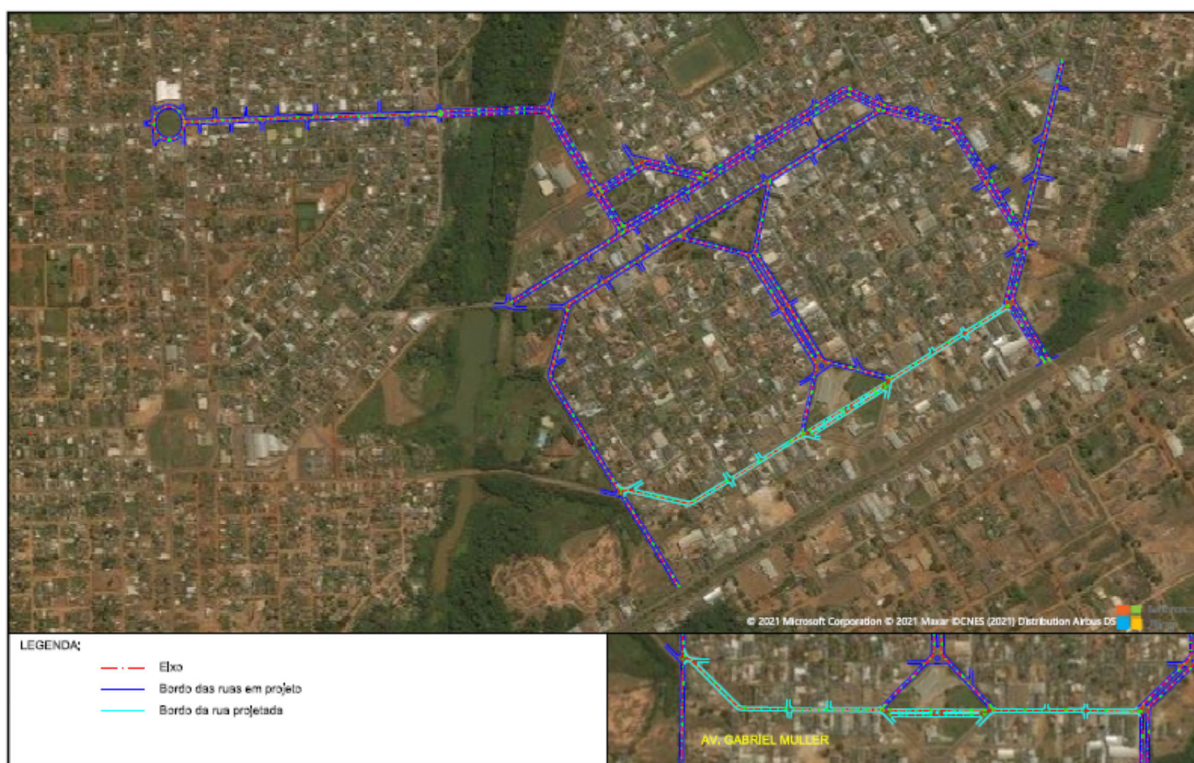 © 2021 Microsoft Corporation © 2021 Maxar ©CNES (2021) Distribution Airbus DS
LEGENDA:
Eixo
Bordo das ruas em projeto
Bordo da rua projetada
AV. GABRIEL MULLER